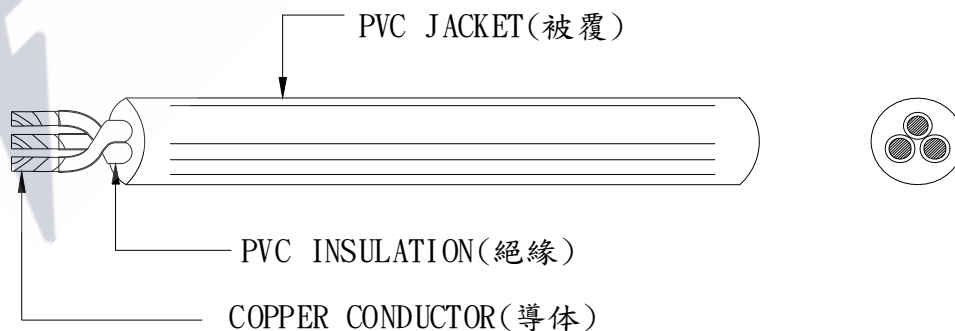 PVC JACKET(被覆)
PVC INSULATION(絕緣)
COPPER CONDUCTOR(導体)